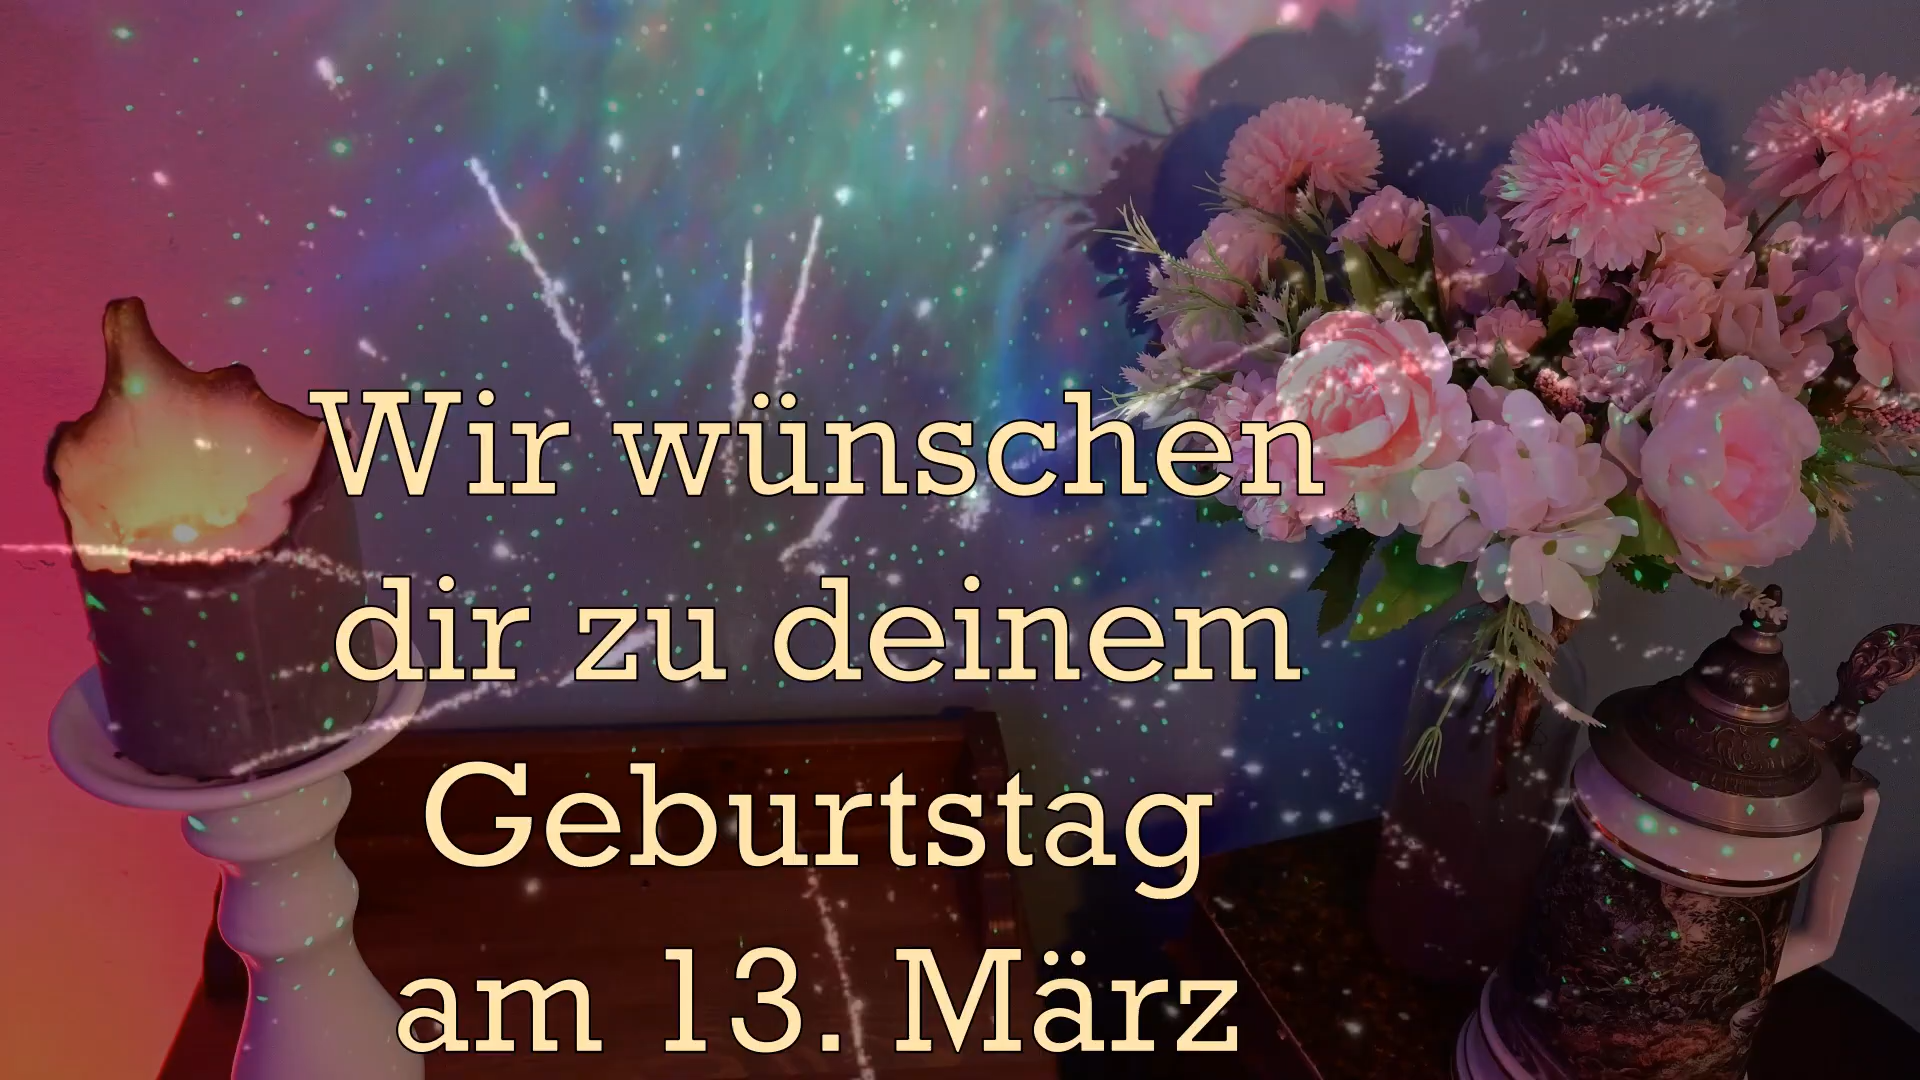 Wir wünschen
dir zu deinem
Geburtstag
am 13. März